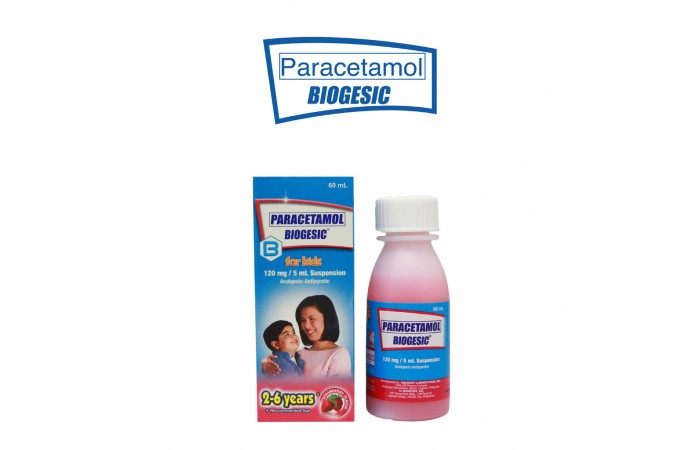 Paracetamol
BIOGESIC
60 mL
PARACETAMOL
BIOGESIC®
for kids
120 mg / 5 mL Suspension
Analgesic-Antipyretic
2-6 years
60 mL
PARACETAMOL
BIOGESIC®
120 mg / 5 mL Suspension
Analgesic-Antipyretic